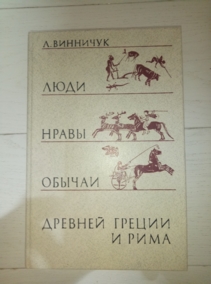 Л.ВИННИЧУК
ЛЮДИ
НРАВЫ
ОБЫЧАИ
ДРЕВНЕЙ ГРЕЦИИ
И РИМА